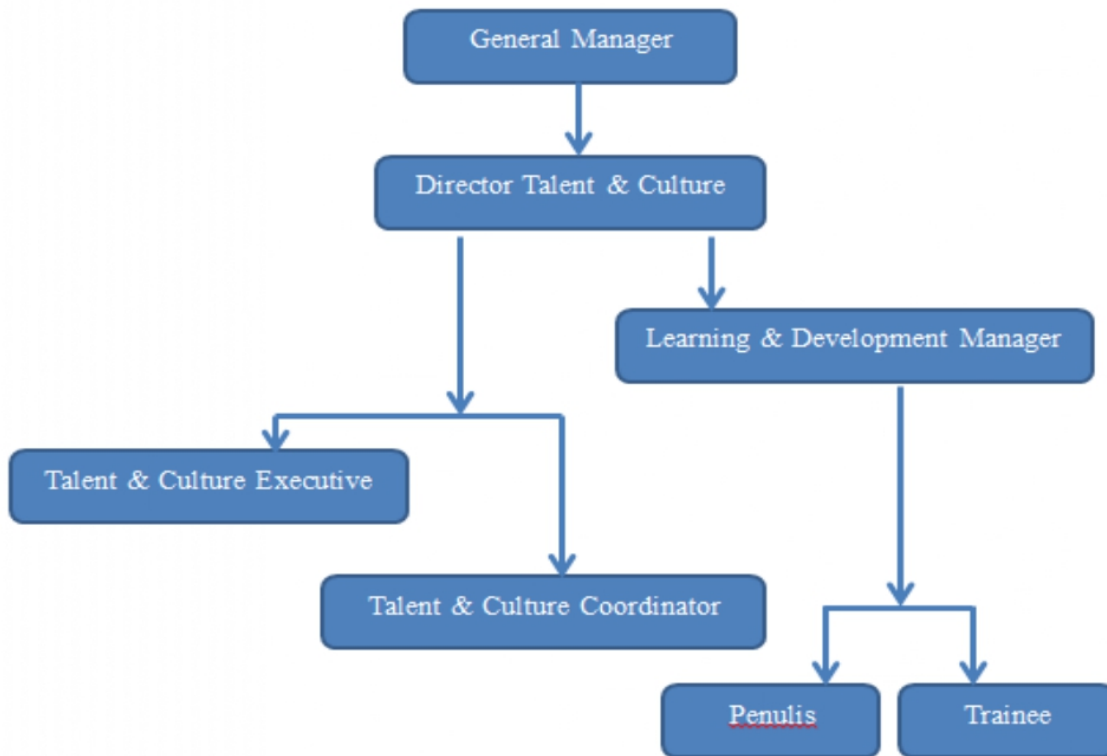 General Manager
Director Talent & Culture
Learning & Development Manager
Talent & Culture Executive
Talent & Culture Coordinator
Penulis
Trainee